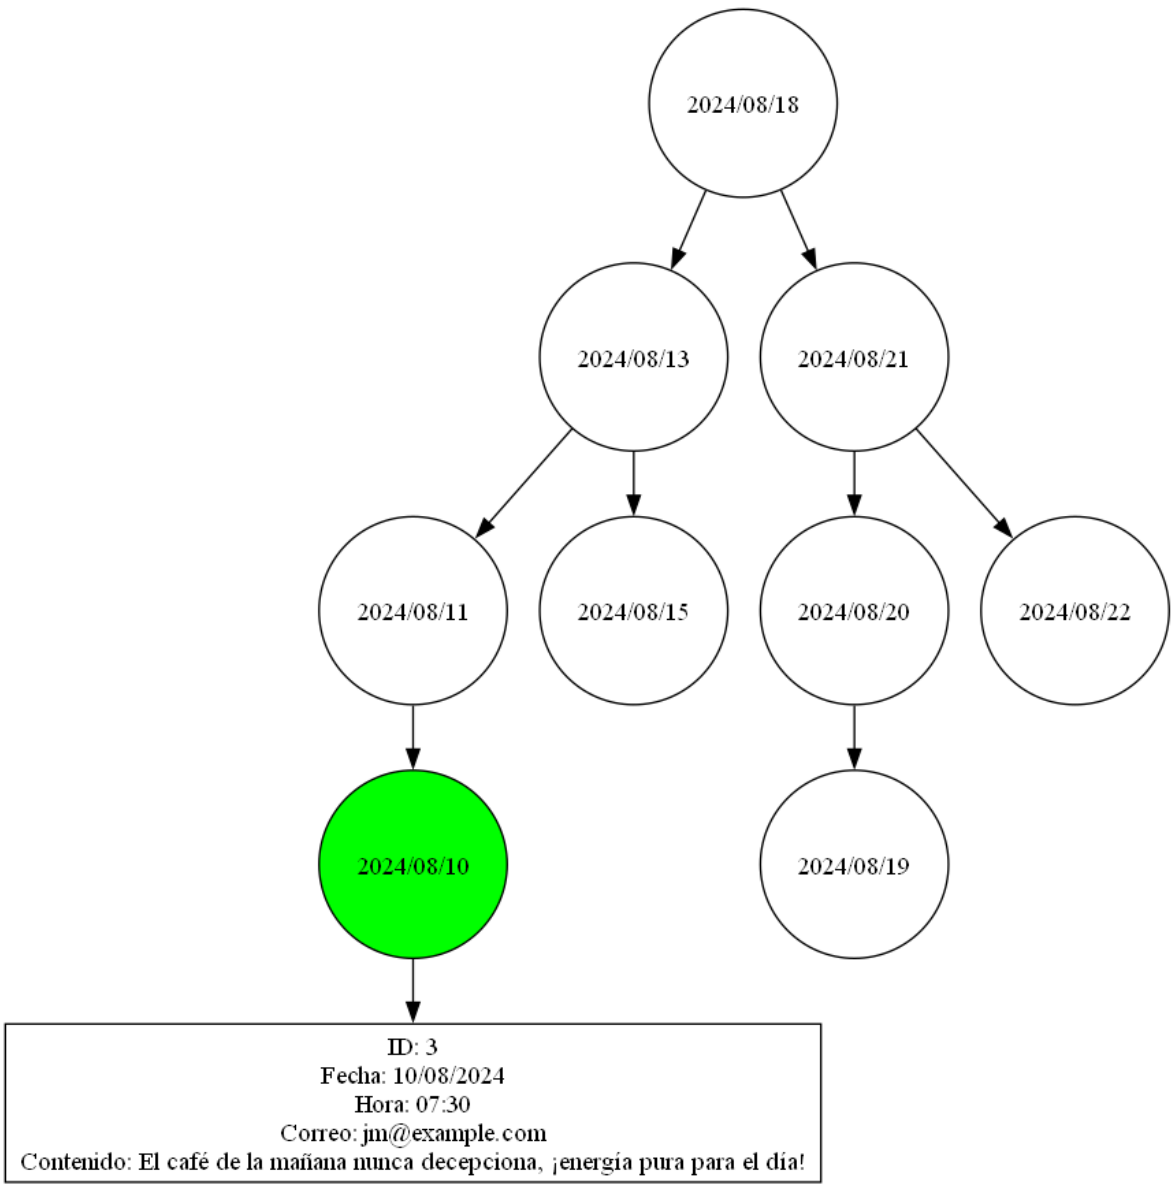 2024/08/18
2024/08/13
2024/08/21
2024/08/11
2024/08/15
2024/08/20
2024/08/22
2024/08/10
2024/08/19
ID: 3
Fecha: 10/08/2024
Hora: 07:30
Correo: jm@example.com
Contenido: El café de la mañana nunca decepciona, ¡energía pura para el día!